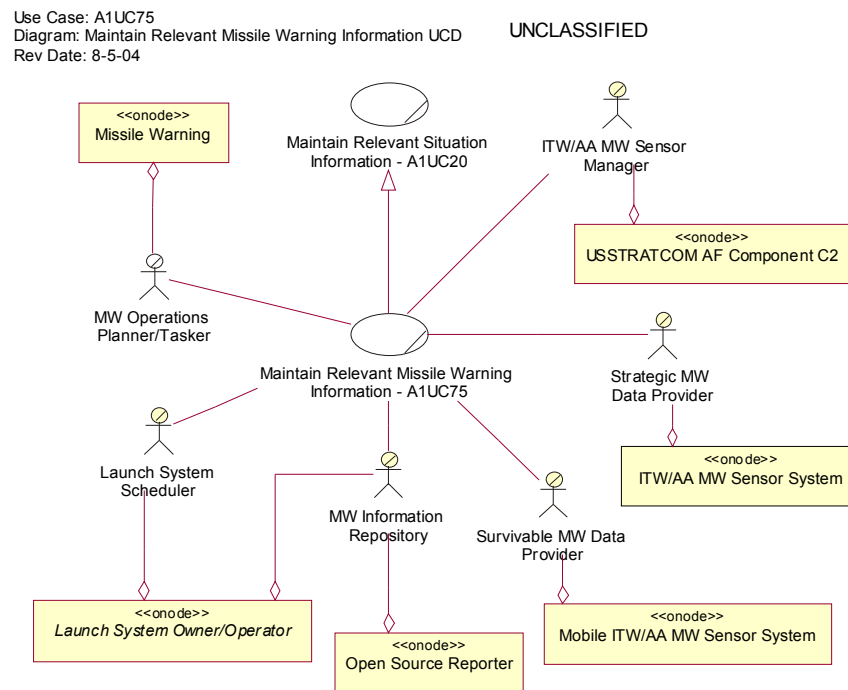 Use Case: A1UC75
Diagram: Maintain Relevant Missile Warning Information UCD
Rev Date: 8-5-04
UNCLASSIFIED
<<onode>>
Missile Warning
Maintain Relevant Situation
Information - A1UC20
ITW/AA MW Sensor
Manager
<<onode>>
USSTRATCOM AF Component C2
MW Operations
Planner/Tasker
Maintain Relevant Missile Warning
Information - A1UC75
Strategic MW
Data Provider
<<onode>>
ITW/AA MW Sensor System
Launch System
Scheduler
MW Information
Repository
Survivable MW Data
Provider
<<onode>>
Launch System Owner/Operator
<<onode>>
Open Source Reporter
<<onode>>
Mobile ITW/AA MW Sensor System